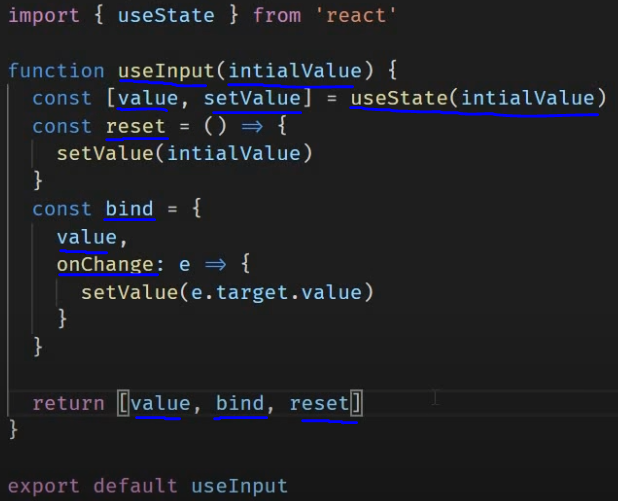 import { useState } from 'react'
function useInput(intialValue) {
const [value, setValue] = useState(intialValue)
const reset = () => {
setValue(intialValue)
}
const bind = {
value,
onChange: e => {
setValue(e.target.value)
}
}
return [value, bind, reset]
}
export default useInput